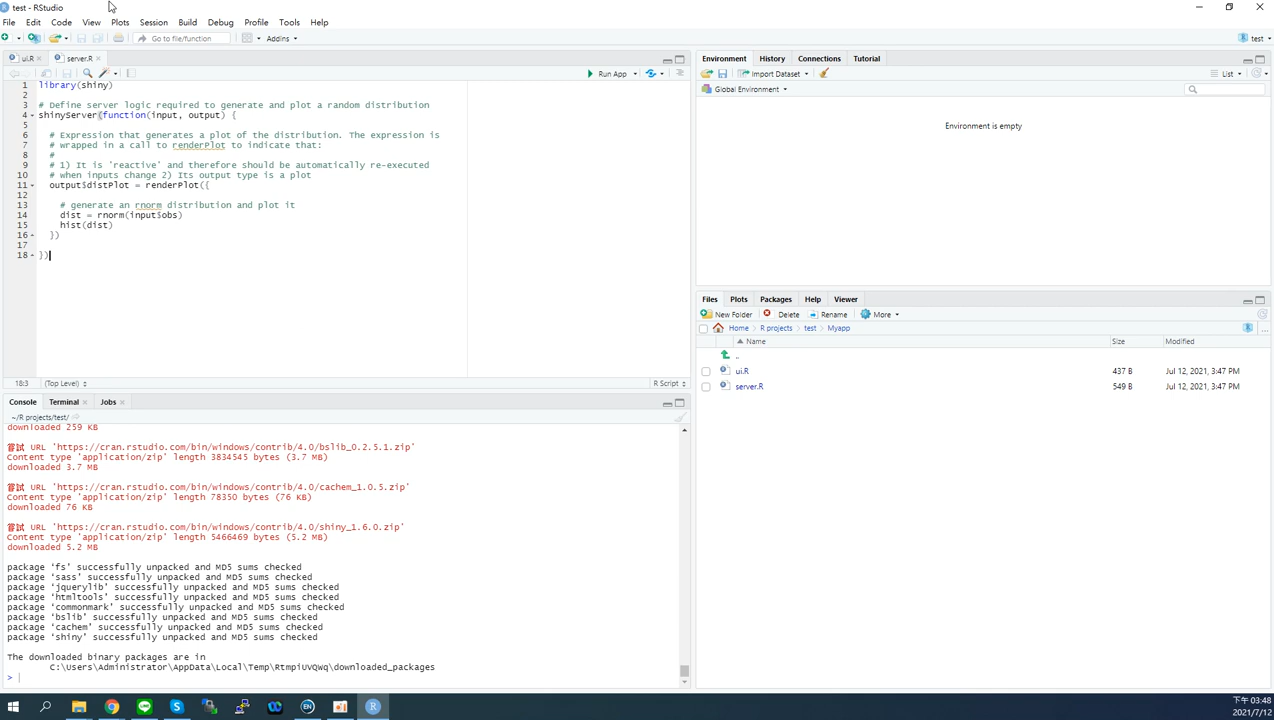 test - RStudio
File Edit Code View Plots Session Build Debug Profile Tools Help
Go to file/function Addins test
ui.R server.R
Run App
1 library(shiny)
2
3 # Define server logic required to generate and plot a random distribution
4 shinyServer(function(input, output) {
5
6 # Expression that generates a plot of the distribution. The expression is
7 # wrapped in a call to renderPlot to indicate that:
8 #
9 # 1) It is 'reactive' and therefore should be automatically re-executed
10 # when inputs change 2) Its output type is a plot
11 output$distPlot = renderPlot({
12
13 # generate an rnorm distribution and plot it
14 dist = rnorm(input$obs)
15 hist(dist)
16 })
17
18 })
18:3 (Top Level) R Script
Console Terminal Jobs
~/R projects/test/
downloaded 259 KB
嘗試 URL 'https://cran.rstudio.com/bin/windows/contrib/4.0/bslib_0.2.5.1.zip'
Content type 'application/zip' length 3834545 bytes (3.7 MB)
downloaded 3.7 MB
嘗試 URL 'https://cran.rstudio.com/bin/windows/contrib/4.0/cachem_1.0.5.zip'
Content type 'application/zip' length 78350 bytes (76 KB)
downloaded 76 KB
嘗試 URL 'https://cran.rstudio.com/bin/windows/contrib/4.0/shiny_1.6.0.zip'
Content type 'application/zip' length 5466469 bytes (5.2 MB)
downloaded 5.2 MB
package ‘fs’ successfully unpacked and MD5 sums checked
package ‘sass’ successfully unpacked and MD5 sums checked
package ‘jquerylib’ successfully unpacked and MD5 sums checked
package ‘htmltools’ successfully unpacked and MD5 sums checked
package ‘commonmark’ successfully unpacked and MD5 sums checked
package ‘bslib’ successfully unpacked and MD5 sums checked
package ‘cachem’ successfully unpacked and MD5 sums checked
package ‘shiny’ successfully unpacked and MD5 sums checked
The downloaded binary packages are in
C:\Users\Administrator\AppData\Local\Temp\RtmpiUVQwq\downloaded_packages
>
Environment History Connections Tutorial
Import Dataset List
Global Environment
Environment is empty
Files Plots Packages Help Viewer
New Folder Delete Rename More
Home R projects test Myapp
Name Size Modified
..
ui.R 437 B Jul 12, 2021, 3:47 PM
server.R 549 B Jul 12, 2021, 3:47 PM
下午 03:48
2021/7/12